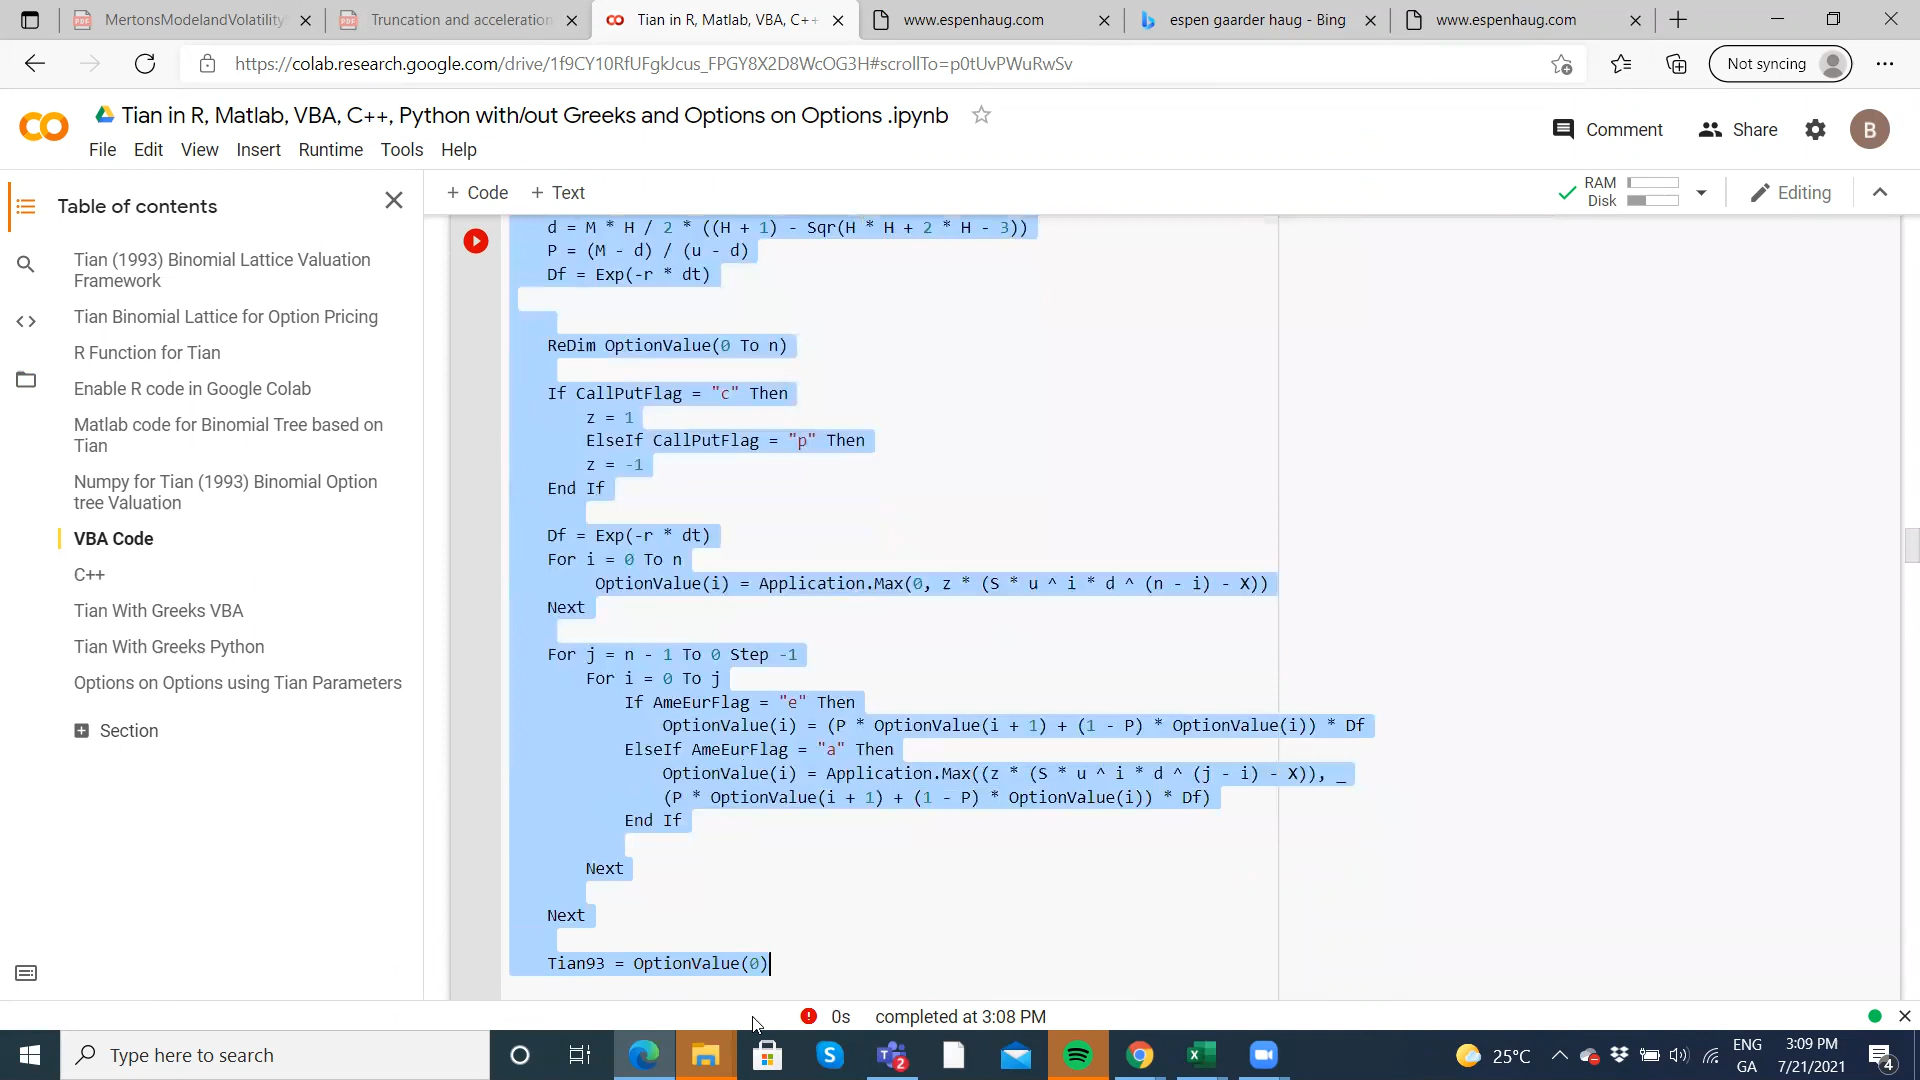 MertonsModelandVolatility
Truncation and acceleration
Tian in R, Matlab, VBA, C++
www.espenhaug.com
espen gaarder haug - Bing
www.espenhaug.com
https://colab.research.google.com/drive/1f9CY10RfUFgkJcus_FPGY8X2D8WcOG3H#scrollTo=p0tUvPWuRwSv
Not syncing
Tian in R, Matlab, VBA, C++, Python with/out Greeks and Options on Options .ipynb
File Edit View Insert Runtime Tools Help
Comment
Share
B
Table of contents
+ Code + Text
RAM
Disk
Editing
Tian (1993) Binomial Lattice Valuation
Framework
Tian Binomial Lattice for Option Pricing
R Function for Tian
Enable R code in Google Colab
Matlab code for Binomial Tree based on
Tian
Numpy for Tian (1993) Binomial Option
tree Valuation
VBA Code
C++
Tian With Greeks VBA
Tian With Greeks Python
Options on Options using Tian Parameters
Section
d = M * H / 2 * ((H + 1) - Sqr(H * H + 2 * H - 3))
P = (M - d) / (u - d)
Df = Exp(-r * dt)
ReDim OptionValue(0 To n)
If CallPutFlag = "c" Then
z = 1
ElseIf CallPutFlag = "p" Then
z = -1
End If
Df = Exp(-r * dt)
For i = 0 To n
OptionValue(i) = Application.Max(0, z * (S * u ^ i * d ^ (n - i) - X))
Next
For j = n - 1 To 0 Step -1
For i = 0 To j
If AmeEurFlag = "e" Then
OptionValue(i) = (P * OptionValue(i + 1) + (1 - P) * OptionValue(i)) * Df
ElseIf AmeEurFlag = "a" Then
OptionValue(i) = Application.Max((z * (S * u ^ i * d ^ (j - i) - X)), _
(P * OptionValue(i + 1) + (1 - P) * OptionValue(i)) * Df)
End If
Next
Next
Tian93 = OptionValue(0)
0s completed at 3:08 PM
Type here to search
2
25°C
ENG
GA
3:09 PM
7/21/2021
4